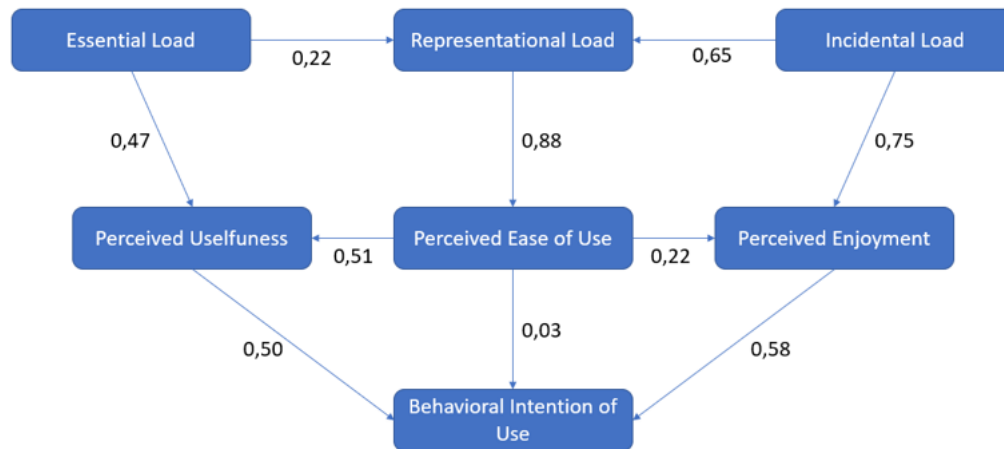 Essential Load
Representational Load
Incidental Load
0,22
0,65
0,47
0,88
0,75
Perceived Uselfuness
Perceived Ease of Use
Perceived Enjoyment
0,51
0,22
0,50
0,03
0,58
Behavioral Intention of
Use